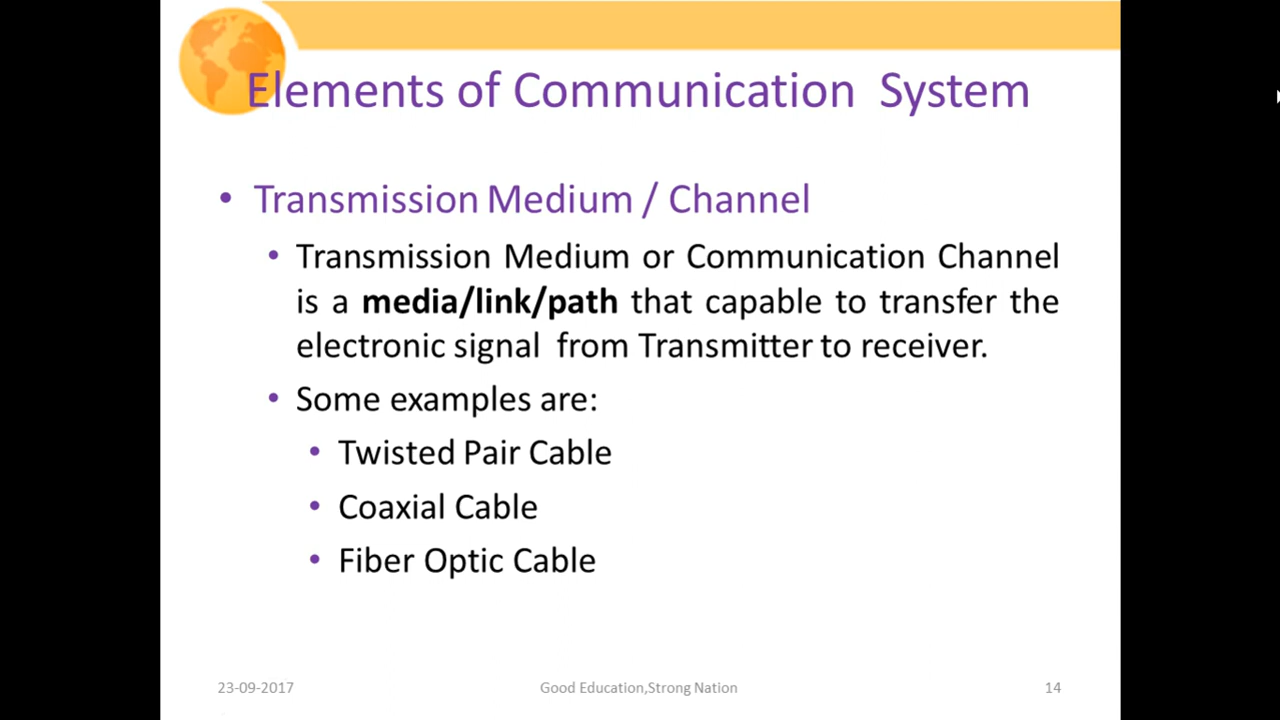 Elements of Communication System
• Transmission Medium / Channel
• Transmission Medium or Communication Channel
is a media/link/path that capable to transfer the
electronic signal from Transmitter to receiver.
• Some examples are:
• Twisted Pair Cable
• Coaxial Cable
• Fiber Optic Cable
23-09-2017
Good Education,Strong Nation
14